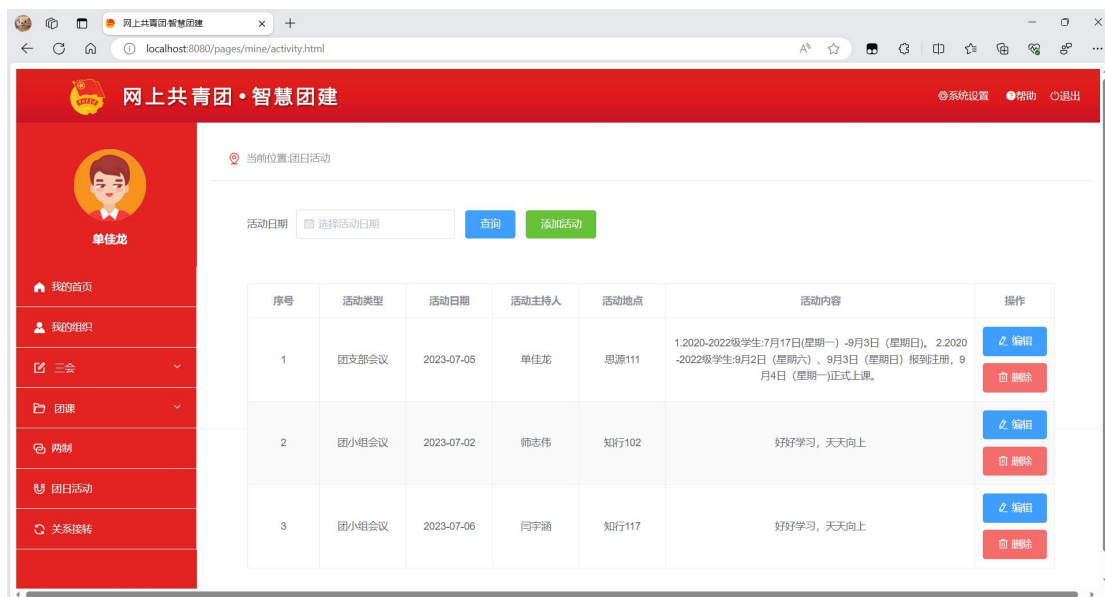 网上共青团·智慧团建
localhost:8080/pages/mine/activity.html
网上共青团·智慧团建
系统设置 帮助 退出
单佳龙
我的首页
我的组织
三会
团课
两制
团日活动
关系接转
当前位置:团日活动
活动日期 选择活动日期 查询 添加活动
序号 活动类型 活动日期 活动主持人 活动地点 活动内容 操作
1 团支部会议 2023-07-05 单佳龙 思源111
1.2020-2022级学生:7月17日(星期一）-9月3日（星期日)。 2.2020
-2022级学生:9月2日（星期六）、9月3日（星期日）报到注册，9
月4日（星期一)正式上课。
编辑
删除
2 团小组会议 2023-07-02 师志伟 知行102 好好学习，天天向上
编辑
删除
3 团小组会议 2023-07-06 闫宇涵 知行117 好好学习，天天向上
编辑
删除